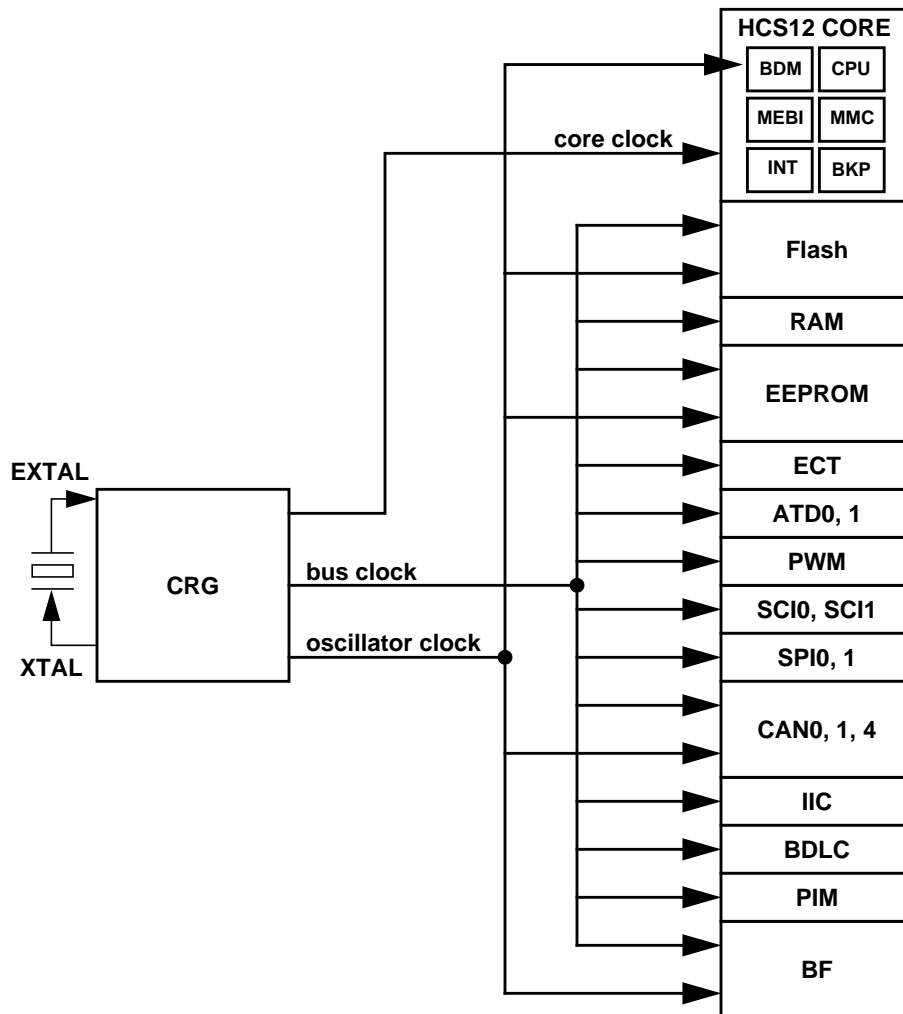 HCS12 CORE
BDM CPU
MEBI MMC
core clock
INT BKP
Flash
RAM
EEPROM
EXTAL
ECT
ATD0, 1
PWM
CRG
bus clock
SCI0, SCI1
oscillator clock
XTAL
SPI0, 1
CAN0, 1, 4
IIC
BDLC
PIM
BF